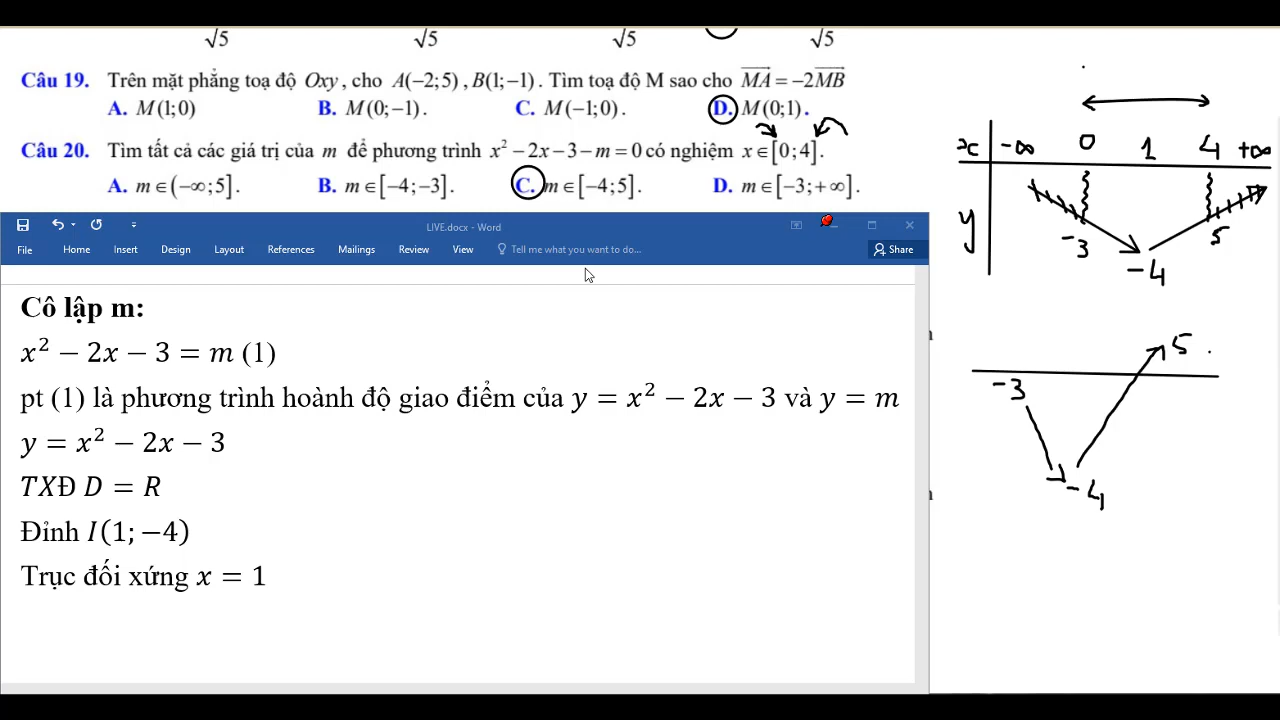 √5 √5 √5 √5
Câu 19. Trên mặt phẳng toạ độ Oxy, cho A(−2;5), B(1;−1). Tìm toạ độ M sao cho MA = −2MB
A. M(1;0) B. M(0;−1). C. M(−1;0). D. M(0;1).
Câu 20. Tìm tất cả các giá trị của m để phương trình x² − 2x − 3 − m = 0 có nghiệm x ∈ [0;4].
A. m ∈ (−∞;5]. B. m ∈ [−4;−3]. C. m ∈ [−4;5]. D. m ∈ [−3;+∞].
LIVE.docx - Word
File Home Insert Design Layout References Mailings Review View Tell me what you want to do... Share
Cô lập m:
x² − 2x − 3 = m (1)
pt (1) là phương trình hoành độ giao điểm của y = x² − 2x − 3 và y = m
y = x² − 2x − 3
TXĐ D = R
Đỉnh I(1; −4)
Trục đối xứng x = 1
x −∞ 0 1 4 +∞
y −3 −4 5
−3 −4 5